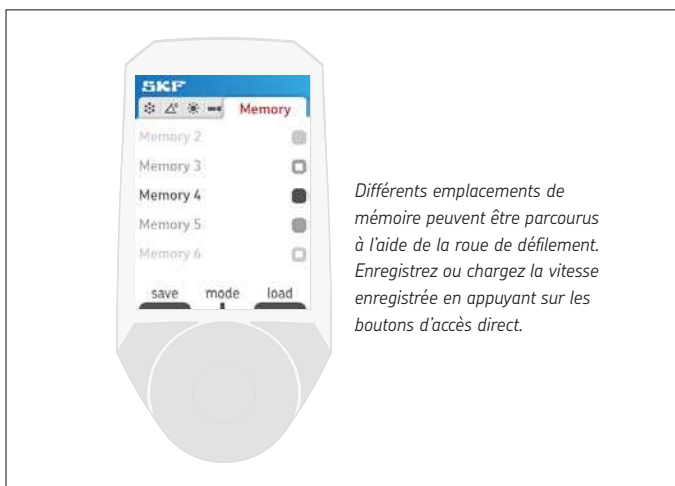 SKF
Memory
Memory 2
Memory 3
Memory 4
Memory 5
Memory 6
save mode load
Différents emplacements de
mémoire peuvent être parcourus
à l'aide de la roue de défilement.
Enregistrez ou chargez la vitesse
enregistrée en appuyant sur les
boutons d'accès direct.